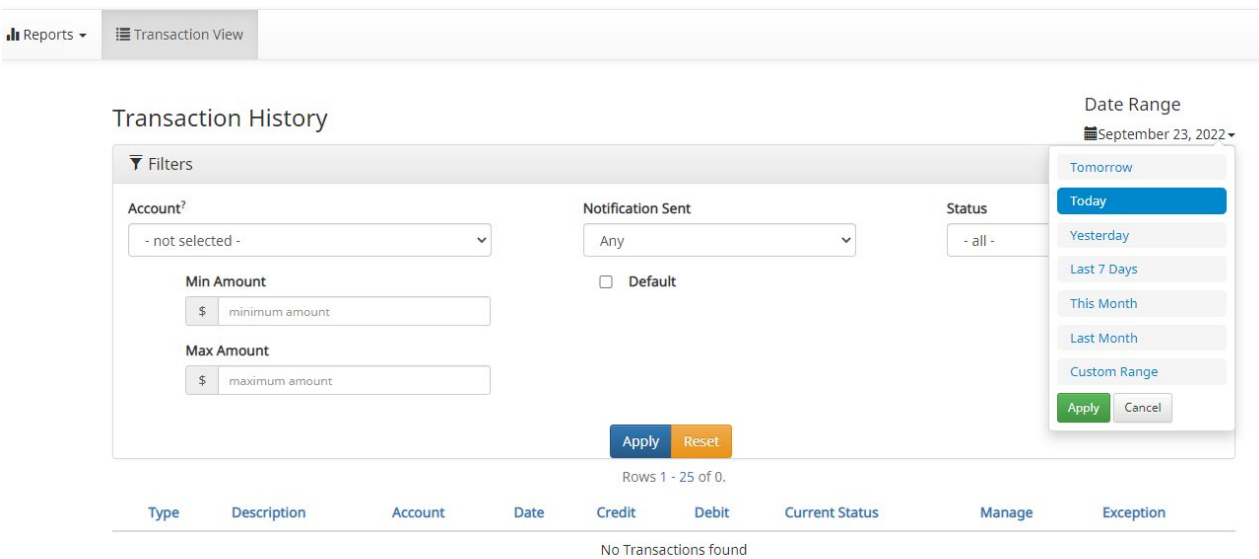 Reports
Transaction View
Transaction History
Date Range
September 23, 2022
Filters
Account?
- not selected -
Notification Sent
Any
Status
- all -
Min Amount
$ minimum amount
Default
Max Amount
$ maximum amount
Tomorrow
Today
Yesterday
Last 7 Days
This Month
Last Month
Custom Range
Apply Cancel
Apply Reset
Rows 1 - 25 of 0.
Type Description Account Date Credit Debit Current Status Manage Exception
No Transactions found